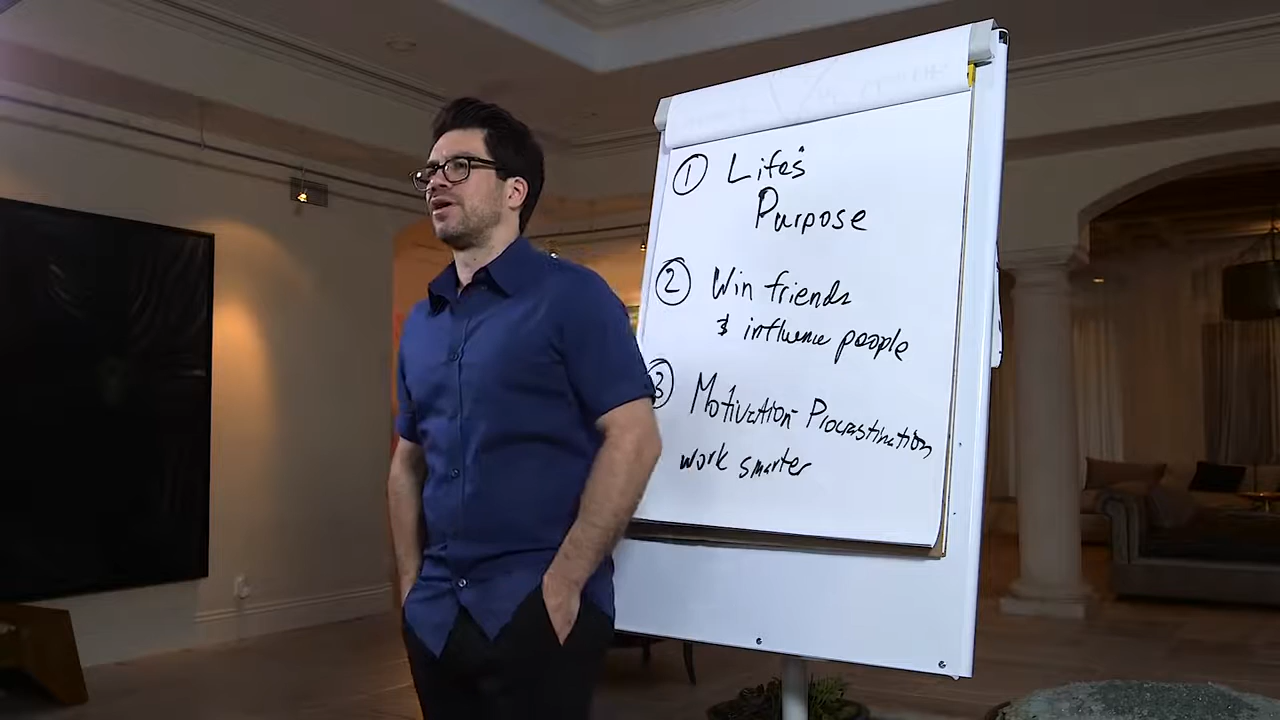 ① Life's
Purpose
② Win friends
& influence people
③ Motivation Procrastination
work smarter